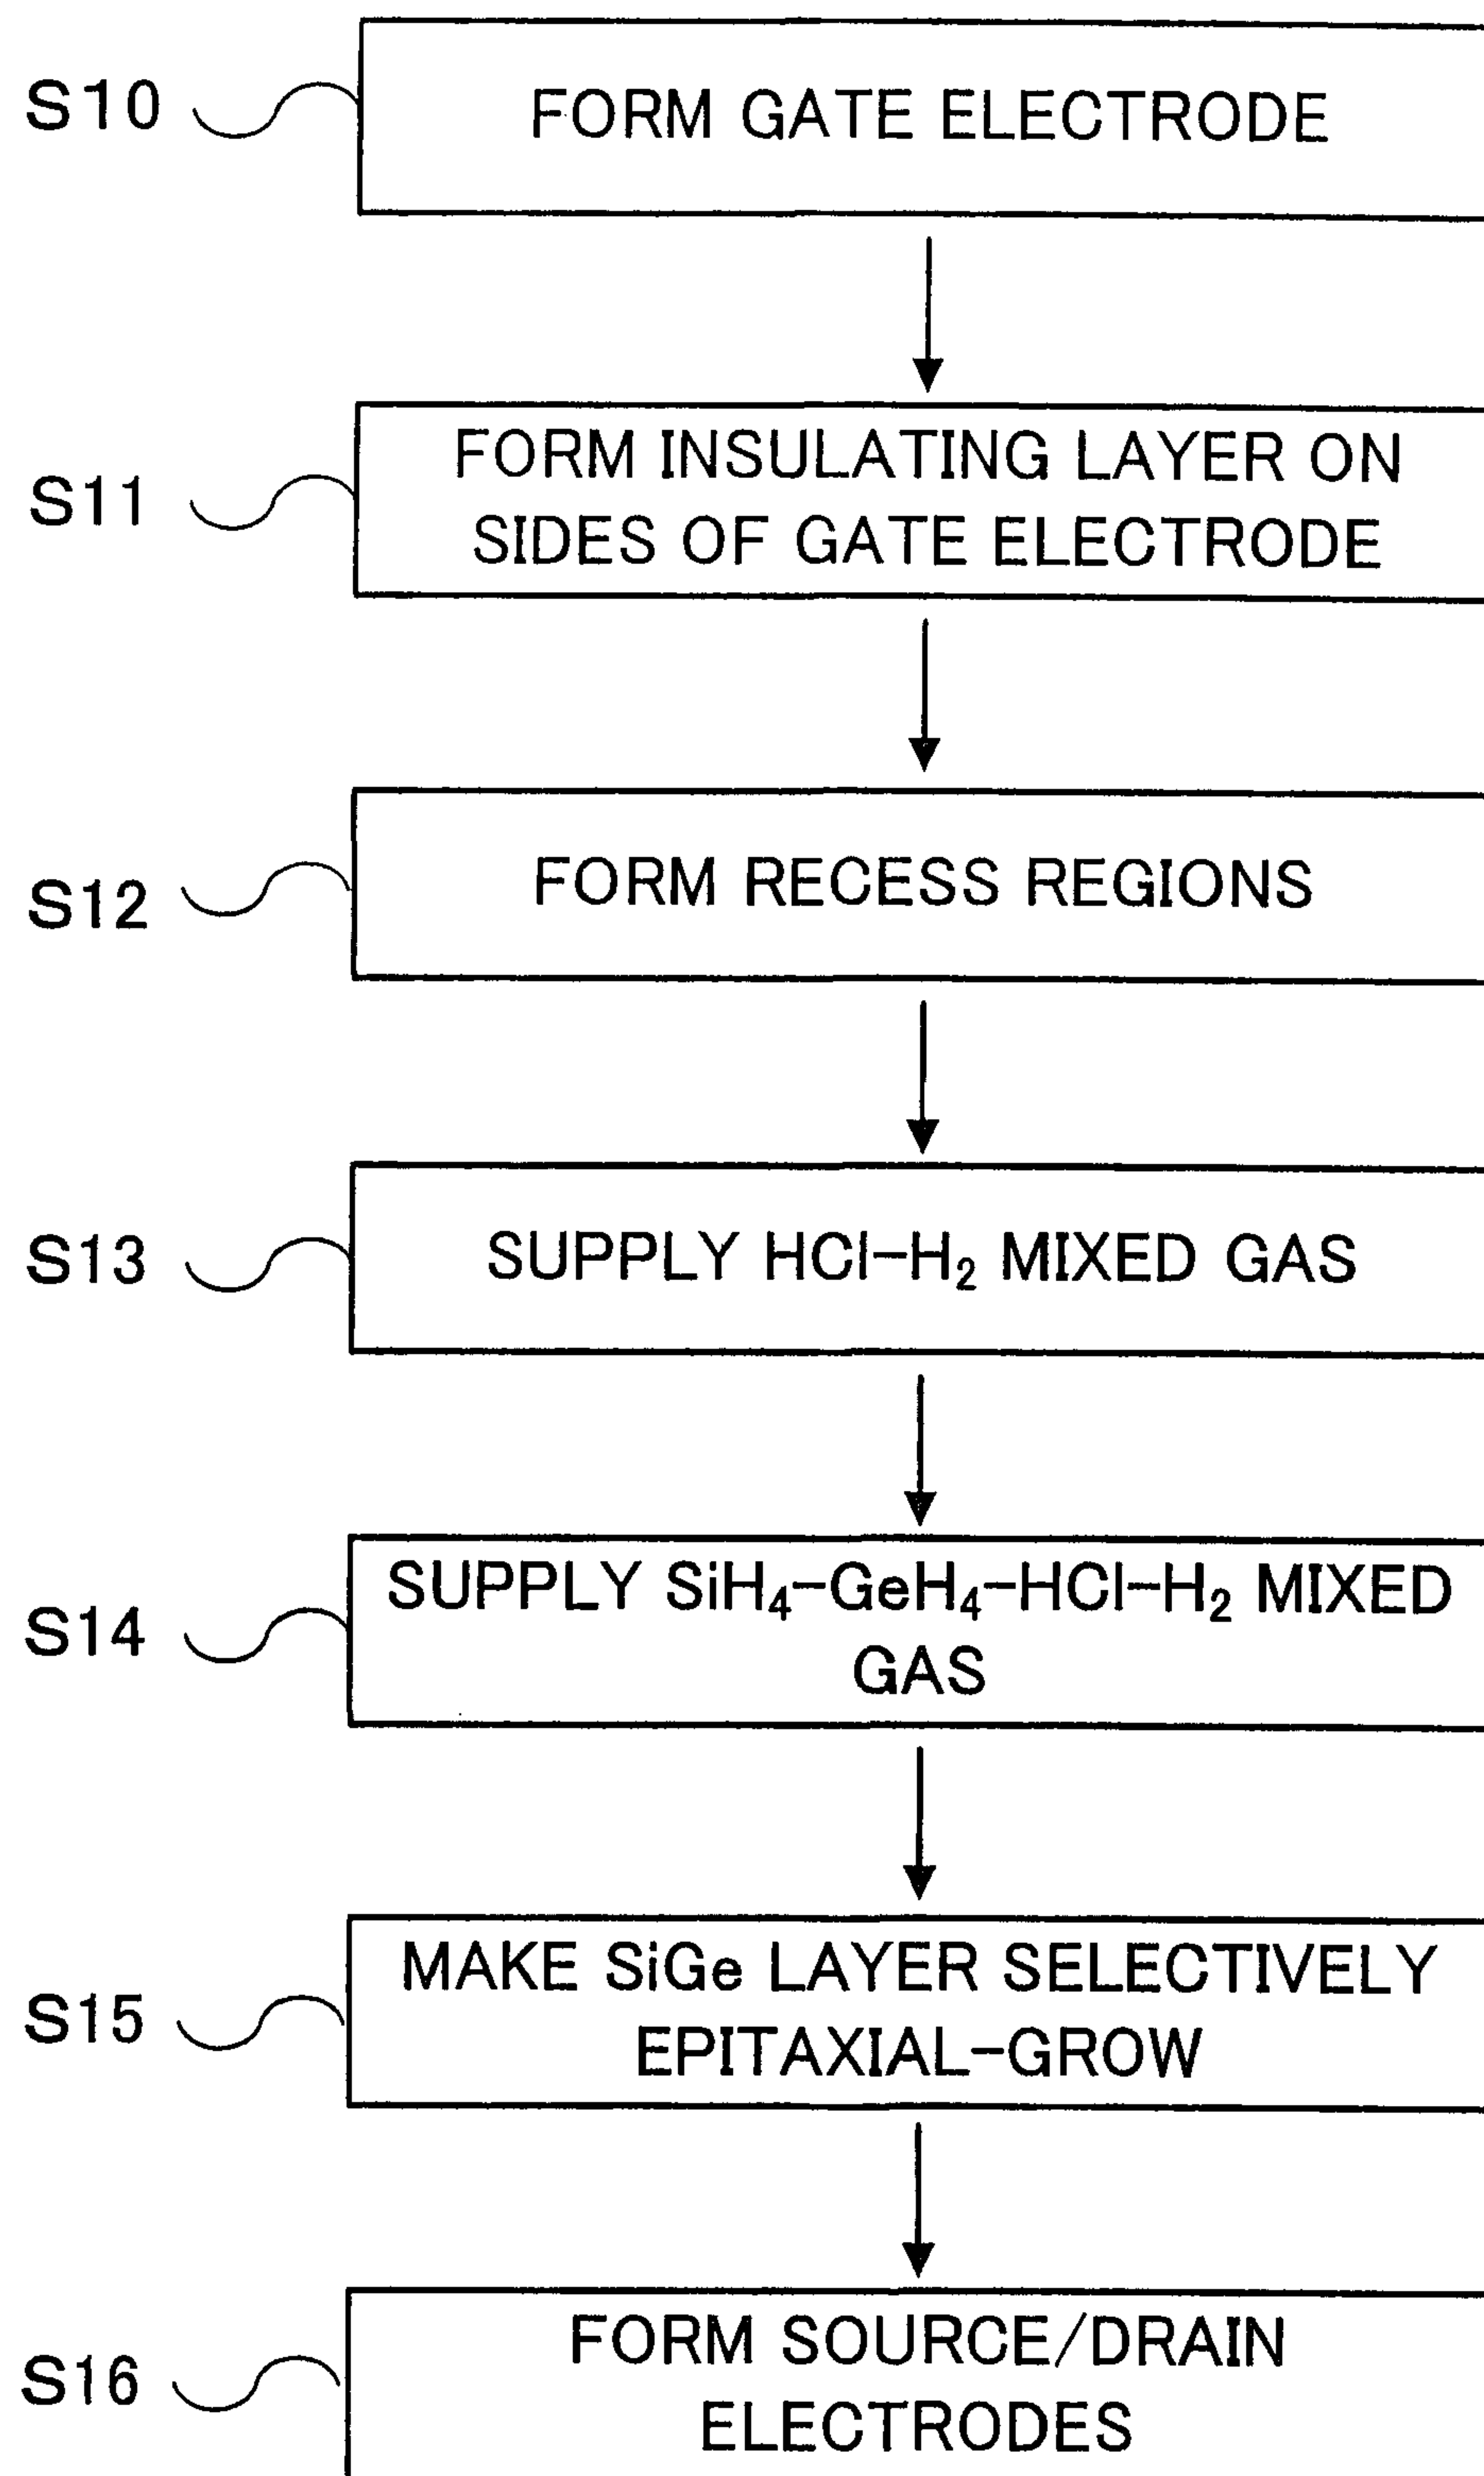 S10 FORM GATE ELECTRODE
S11 FORM INSULATING LAYER ON
SIDES OF GATE ELECTRODE
S12 FORM RECESS REGIONS
S13 SUPPLY HCl-H₂ MIXED GAS
S14 SUPPLY SiH₄-GeH₄-HCl-H₂ MIXED
GAS
S15 MAKE SiGe LAYER SELECTIVELY
EPITAXIAL-GROW
S16 FORM SOURCE/DRAIN
ELECTRODES